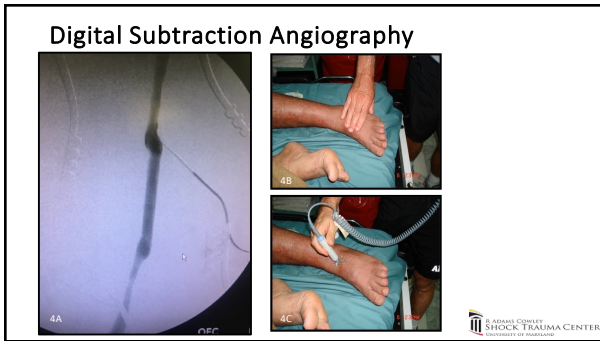 Digital Subtraction Angiography
4A
4B
4C
R ADAMS COWLEY
SHOCK TRAUMA CENTER
UNIVERSITY OF MARYLAND